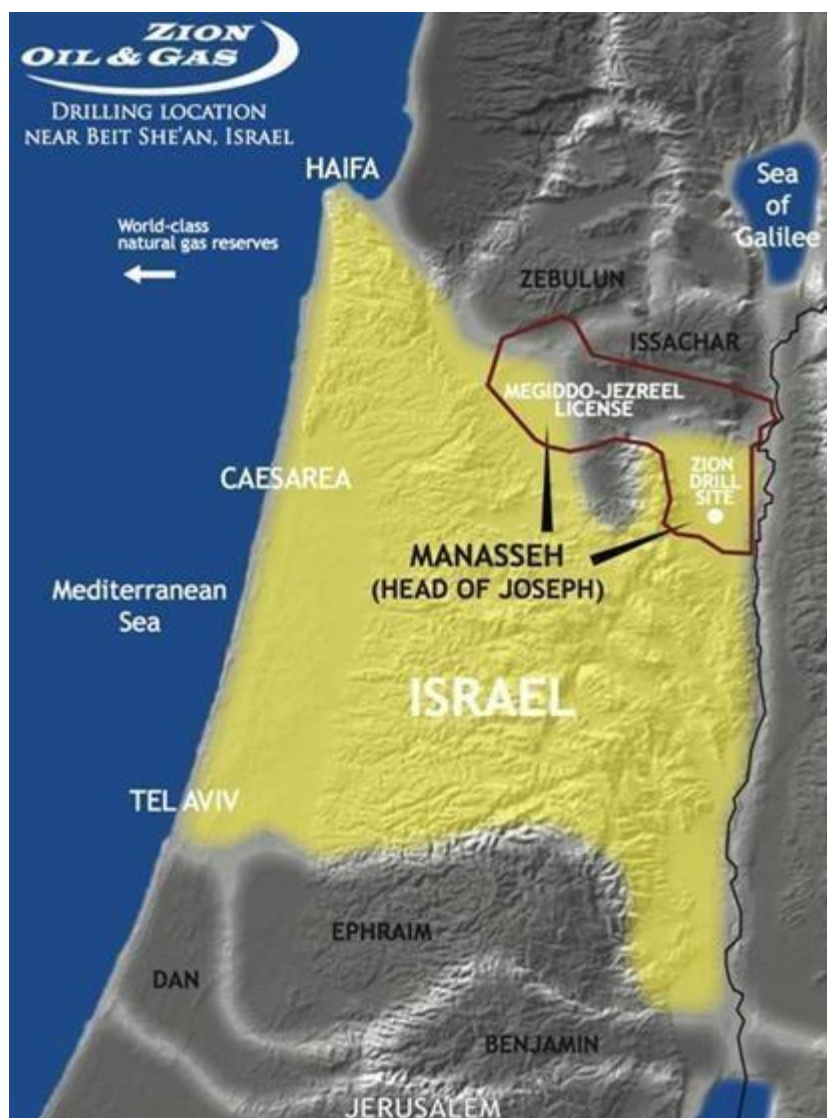 ZION
OIL & GAS
DRILLING LOCATION
NEAR BEIT SHE'AN, ISRAEL
HAIFA
World-class
natural gas reserves
Sea
of
Galilee
ZEBULUN
ISSACHAR
MEGIDDO-JEZREEL
LICENSE
CAESAREA
ZION
DRILL
SITE
MANASSEH
(HEAD OF JOSEPH)
Mediterranean
Sea
ISRAEL
TEL AVIV
EPHRAIM
DAN
BENJAMIN
JERUSALEM